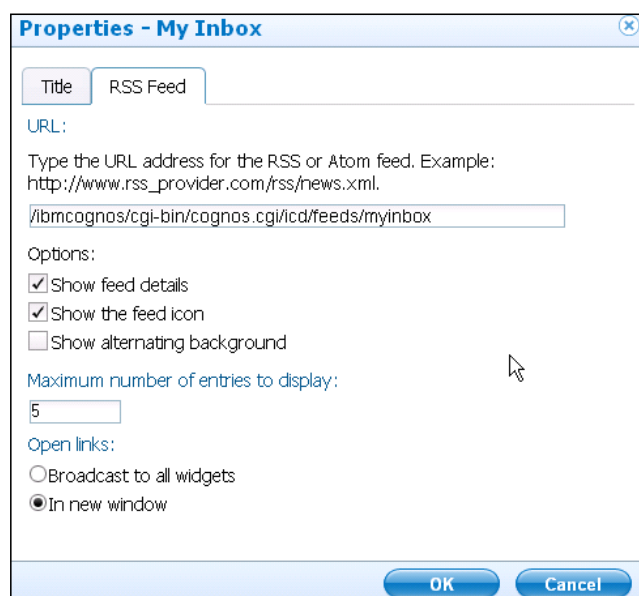 Properties - My Inbox
Title
RSS Feed
URL:
Type the URL address for the RSS or Atom feed. Example:
http://www.rss_provider.com/rss/news.xml.
/ibmcognos/cgi-bin/cognos.cgi/icd/feeds/myinbox
Options:
Show feed details
Show the feed icon
Show alternating background
Maximum number of entries to display:
5
Open links:
Broadcast to all widgets
In new window
OK
Cancel